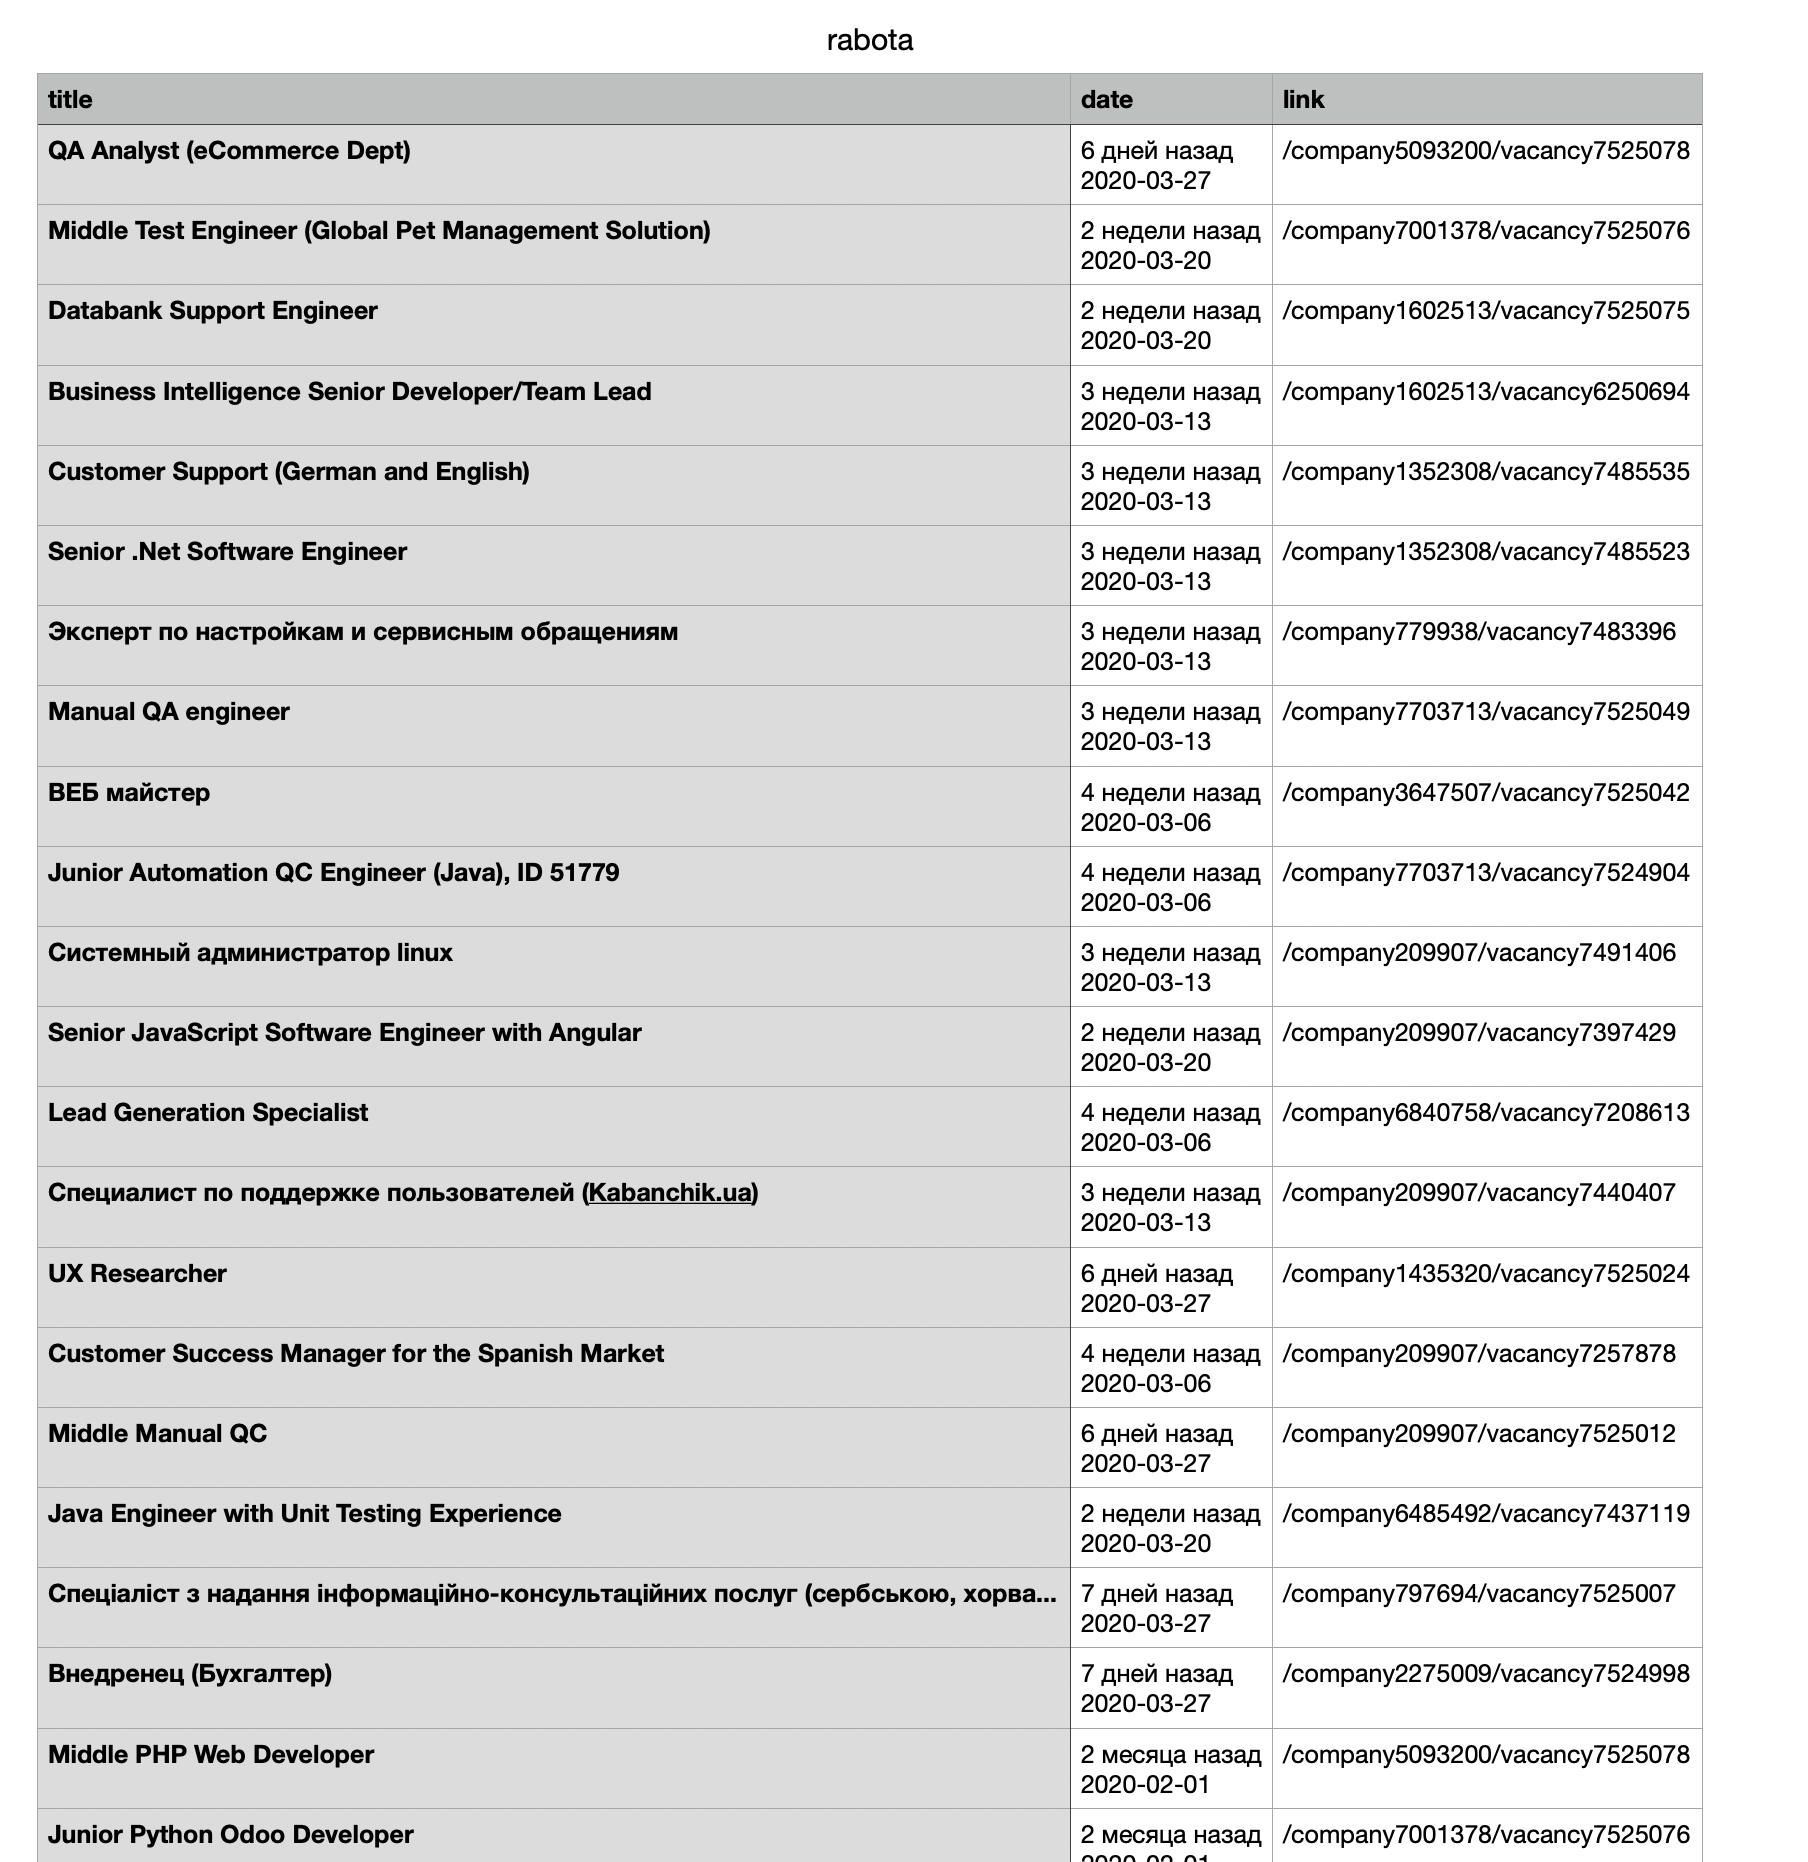 rabota
title date link
QA Analyst (eCommerce Dept) 6 дней назад /company5093200/vacancy7525078
2020-03-27
Middle Test Engineer (Global Pet Management Solution) 2 недели назад /company7001378/vacancy7525076
2020-03-20
Databank Support Engineer 2 недели назад /company1602513/vacancy7525075
2020-03-20
Business Intelligence Senior Developer/Team Lead 3 недели назад /company1602513/vacancy6250694
2020-03-13
Customer Support (German and English) 3 недели назад /company1352308/vacancy7485535
2020-03-13
Senior .Net Software Engineer 3 недели назад /company1352308/vacancy7485523
2020-03-13
Эксперт по настройкам и сервисным обращениям 3 недели назад /company779938/vacancy7483396
2020-03-13
Manual QA engineer 3 недели назад /company7703713/vacancy7525049
2020-03-13
ВЕБ майстер 4 недели назад /company3647507/vacancy7525042
2020-03-06
Junior Automation QC Engineer (Java), ID 51779 4 недели назад /company7703713/vacancy7524904
2020-03-06
Системный администратор linux 3 недели назад /company209907/vacancy7491406
2020-03-13
Senior JavaScript Software Engineer with Angular 2 недели назад /company209907/vacancy7397429
2020-03-20
Lead Generation Specialist 4 недели назад /company6840758/vacancy7208613
2020-03-06
Специалист по поддержке пользователей (Kabanchik.ua) 3 недели назад /company209907/vacancy7440407
2020-03-13
UX Researcher 6 дней назад /company1435320/vacancy7525024
2020-03-27
Customer Success Manager for the Spanish Market 4 недели назад /company209907/vacancy7257878
2020-03-06
Middle Manual QC 6 дней назад /company209907/vacancy7525012
2020-03-27
Java Engineer with Unit Testing Experience 2 недели назад /company6485492/vacancy7437119
2020-03-20
Спеціаліст з надання інформаційно-консультаційних послуг (сербською, хорва... 7 дней назад /company797694/vacancy7525007
2020-03-27
Внедренец (Бухгалтер) 7 дней назад /company2275009/vacancy7524998
2020-03-27
Middle PHP Web Developer 2 месяца назад /company5093200/vacancy7525078
2020-02-01
Junior Python Odoo Developer 2 месяца назад /company7001378/vacancy7525076